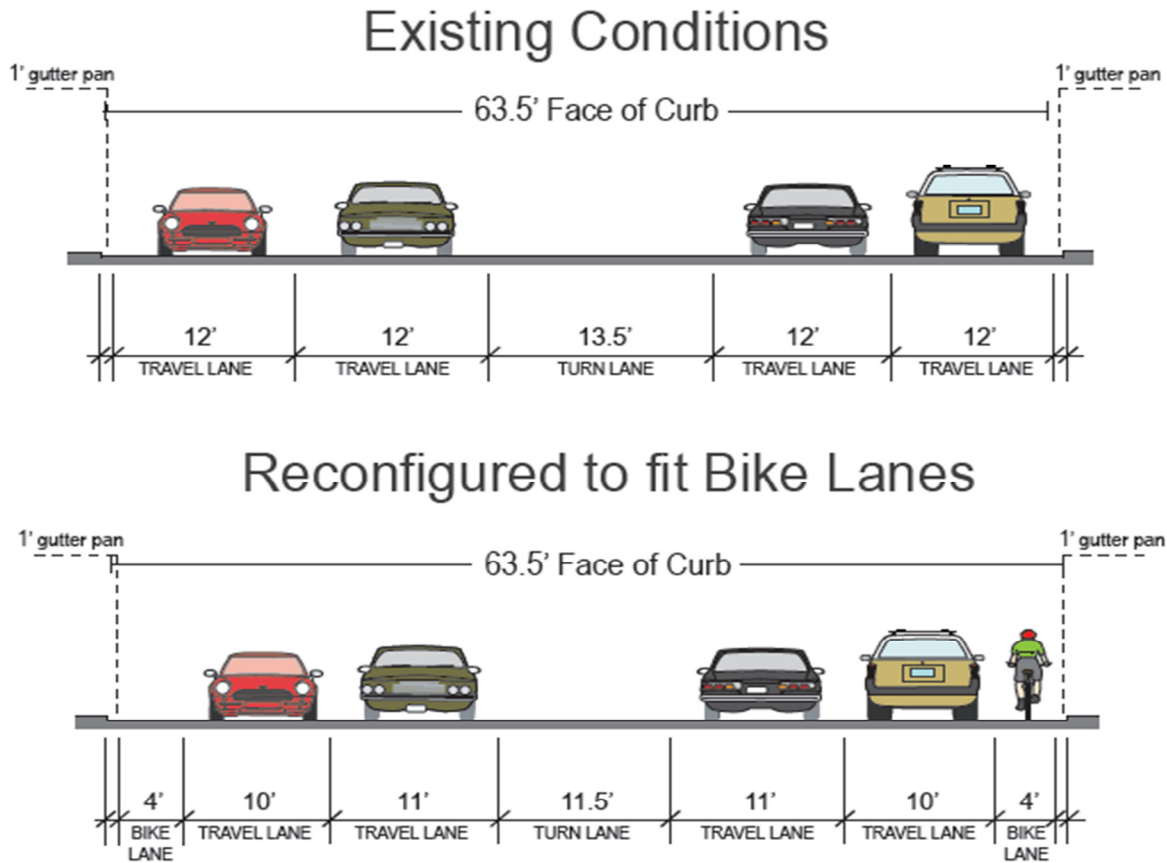 Existing Conditions
1' gutter pan
1' gutter pan
63.5' Face of Curb
12' 12' 13.5' 12' 12'
TRAVEL LANE TRAVEL LANE TURN LANE TRAVEL LANE TRAVEL LANE
Reconfigured to fit Bike Lanes
1' gutter pan
1' gutter pan
63.5' Face of Curb
4' 10' 11' 11.5' 11' 10' 4'
BIKE TRAVEL LANE TRAVEL LANE TURN LANE TRAVEL LANE TRAVEL LANE BIKE
LANE LANE